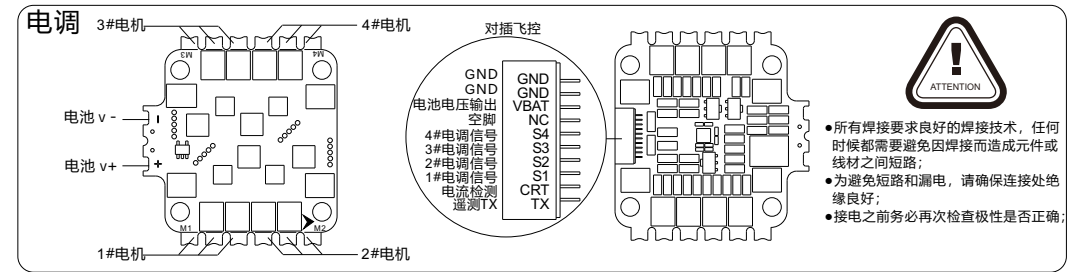 电调
3#电机
4#电机
M3
M4
电池 v -
-
电池 v+
+
M1
M2
1#电机
2#电机
对插飞控
GND GND
GND GND
电池电压输出 VBAT
空脚 NC
4#电调信号 S4
3#电调信号 S3
2#电调信号 S2
1#电调信号 S1
电流检测 CRT
遥测TX TX
!
ATTENTION
●所有焊接要求良好的焊接技术，任何
时候都需要避免因焊接而造成元件或
线材之间短路；
●为避免短路和漏电，请确保连接处绝
缘良好；
●接电之前务必再次检查极性是否正确；